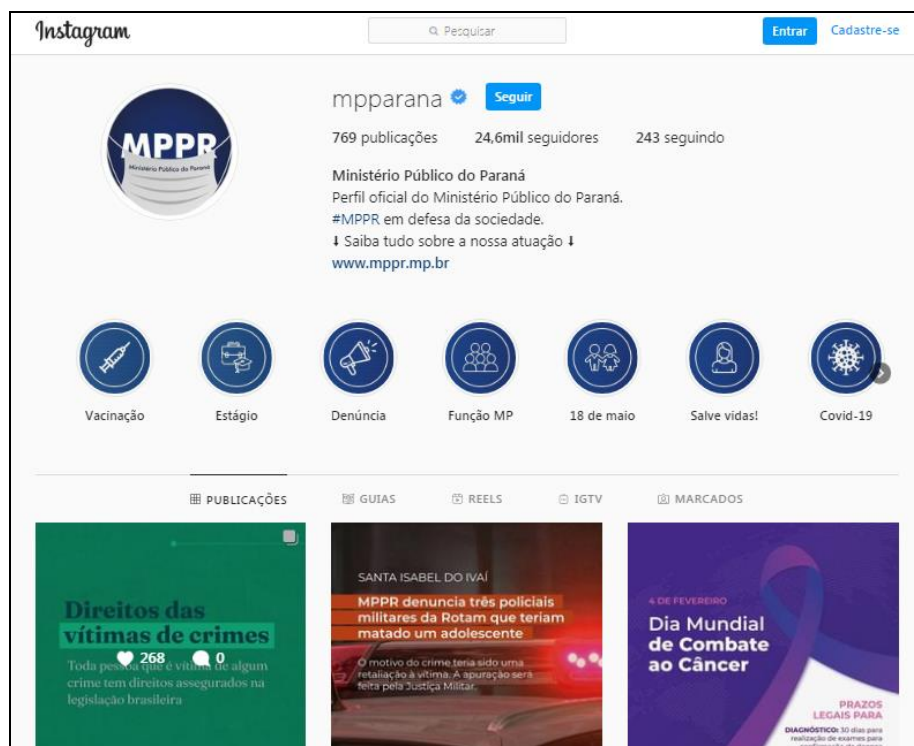 Instagram
Pesquisar
Entrar
Cadastre-se
MPPR
Ministério Público do Paraná
mpparana
Seguir
769 publicações 24,6mil seguidores 243 seguindo
Ministério Público do Paraná
Perfil oficial do Ministério Público do Paraná.
#MPPR em defesa da sociedade.
⬇ Saiba tudo sobre a nossa atuação ⬇
www.mppr.mp.br
Vacinação
Estágio
Denúncia
Função MP
18 de maio
Salve vidas!
Covid-19
PUBLICAÇÕES
GUIAS
REELS
IGTV
MARCADOS
Direitos das
vítimas de crimes
268 0
Toda pessoa que é vítima de algum
crime tem direitos assegurados na
legislação brasileira
SANTA ISABEL DO IVAÍ
MPPR denuncia três policiais
militares da Rotam que teriam
matado um adolescente
O motivo do crime teria sido uma
retaliação à vítima. A apuração será
feita pela Justiça Militar.
4 DE FEVEREIRO
Dia Mundial
de Combate
ao Câncer
PRAZOS
LEGAIS PARA
DIAGNÓSTICO: 30 dias para
realização de exames para